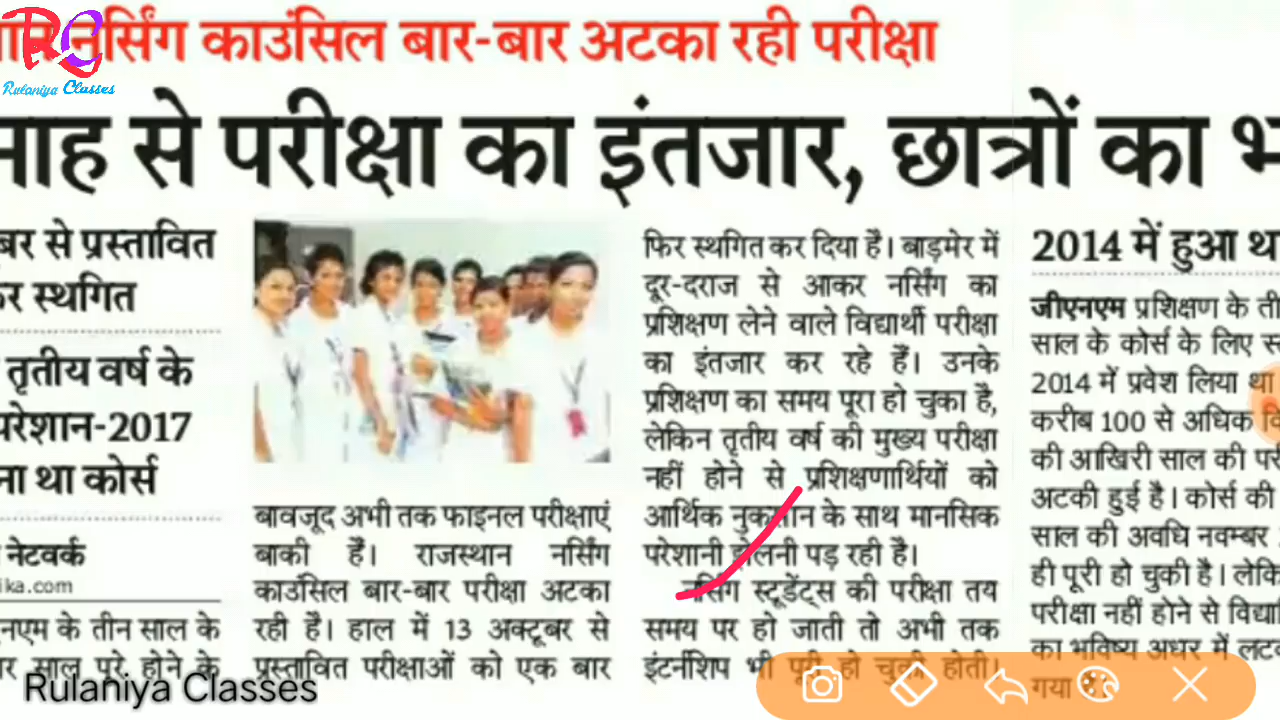 RG
Rulaniya Classes
नर्सिंग काउंसिल बार-बार अटका रही परीक्षा
माह से परीक्षा का इंतजार, छात्रों का भ
बर से प्रस्तावित
र स्थगित
तृतीय वर्ष के
परेशान-2017
ना था कोर्स
नेटवर्क
ika.com
नएम के तीन साल के
र साल पूरे होने के
बावजूद अभी तक फाइनल परीक्षाएं
बाकी हैं। राजस्थान नर्सिंग
काउंसिल बार-बार परीक्षा अटका
रही है। हाल में 13 अक्टूबर से
प्रस्तावित परीक्षाओं को एक बार
फिर स्थगित कर दिया है। बाड़मेर में
दूर-दराज से आकर नर्सिंग का
प्रशिक्षण लेने वाले विद्यार्थी परीक्षा
का इंतजार कर रहे हैं। उनके
प्रशिक्षण का समय पूरा हो चुका है,
लेकिन तृतीय वर्ष की मुख्य परीक्षा
नहीं होने से प्रशिक्षणार्थियों को
आर्थिक नुकसान के साथ मानसिक
परेशानी झेलनी पड़ रही है।
नर्सिंग स्टूडेंट्स की परीक्षा तय
समय पर हो जाती तो अभी तक
इंटर्नशिप भी पूरी हो चुकी होती।
2014 में हुआ थ
जीएनएम प्रशिक्षण के ती
साल के कोर्स के लिए स
2014 में प्रवेश लिया था
करीब 100 से अधिक वि
की आखिरी साल की परी
अटकी हुई है। कोर्स की
साल की अवधि नवम्बर
ही पूरी हो चुकी है। लेकि
परीक्षा नहीं होने से विद्या
का भविष्य अधर में लट
गया है।
Rulaniya Classes